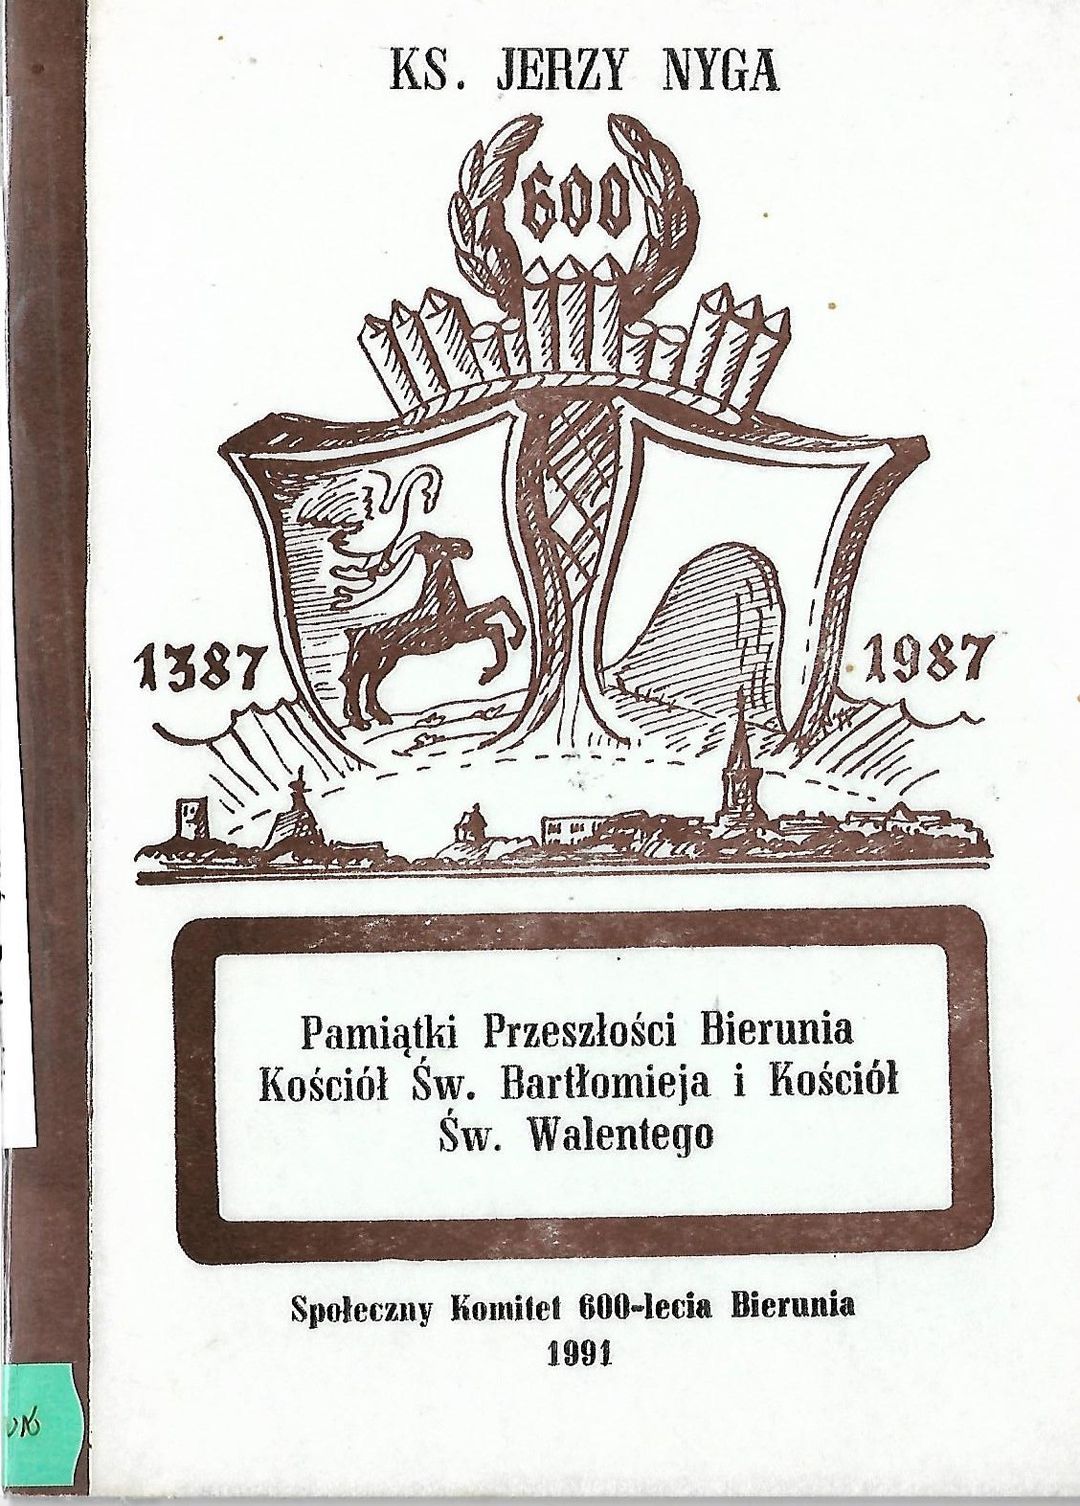 KS. JERZY NYGA
600
1387
1987
Pamiątki Przeszłości Bierunia
Kościół Św. Bartłomieja i Kościół
Św. Walentego
Społeczny Komitet 600-lecia Bierunia
1991